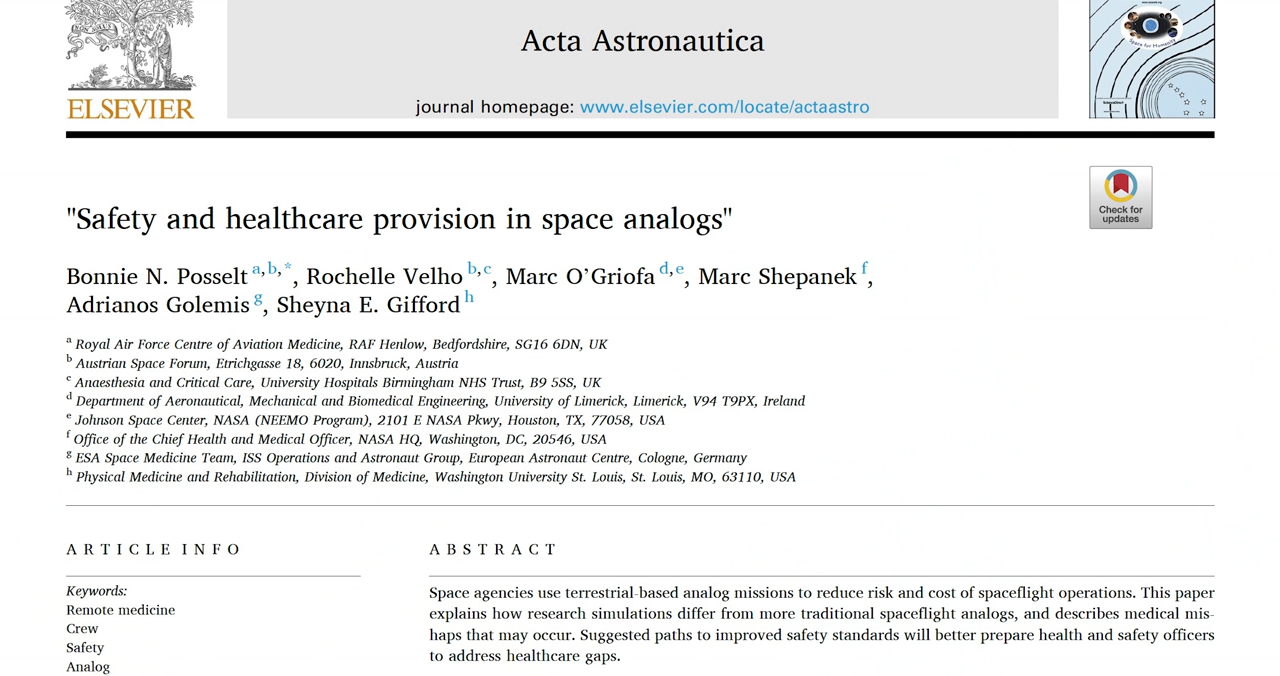 ELSEVIER
Acta Astronautica
journal homepage: www.elsevier.com/locate/actaastro
Space for Humanity
Check for
updates
"Safety and healthcare provision in space analogs"
Bonnie N. Posselt a,b,*, Rochelle Velho b,c, Marc O’Griofa d,e, Marc Shepanek f,
Adrianos Golemis g, Sheyna E. Gifford h
a Royal Air Force Centre of Aviation Medicine, RAF Henlow, Bedfordshire, SG16 6DN, UK
b Austrian Space Forum, Etrichgasse 18, 6020, Innsbruck, Austria
c Anaesthesia and Critical Care, University Hospitals Birmingham NHS Trust, B9 5SS, UK
d Department of Aeronautical, Mechanical and Biomedical Engineering, University of Limerick, Limerick, V94 T9PX, Ireland
e Johnson Space Center, NASA (NEEMO Program), 2101 E NASA Pkwy, Houston, TX, 77058, USA
f Office of the Chief Health and Medical Officer, NASA HQ, Washington, DC, 20546, USA
g ESA Space Medicine Team, ISS Operations and Astronaut Group, European Astronaut Centre, Cologne, Germany
h Physical Medicine and Rehabilitation, Division of Medicine, Washington University St. Louis, St. Louis, MO, 63110, USA
ARTICLE INFO
Keywords:
Remote medicine
Crew
Safety
Analog
ABSTRACT
Space agencies use terrestrial-based analog missions to reduce risk and cost of spaceflight operations. This paper
explains how research simulations differ from more traditional spaceflight analogs, and describes medical mis-
haps that may occur. Suggested paths to improved safety standards will better prepare health and safety officers
to address healthcare gaps.